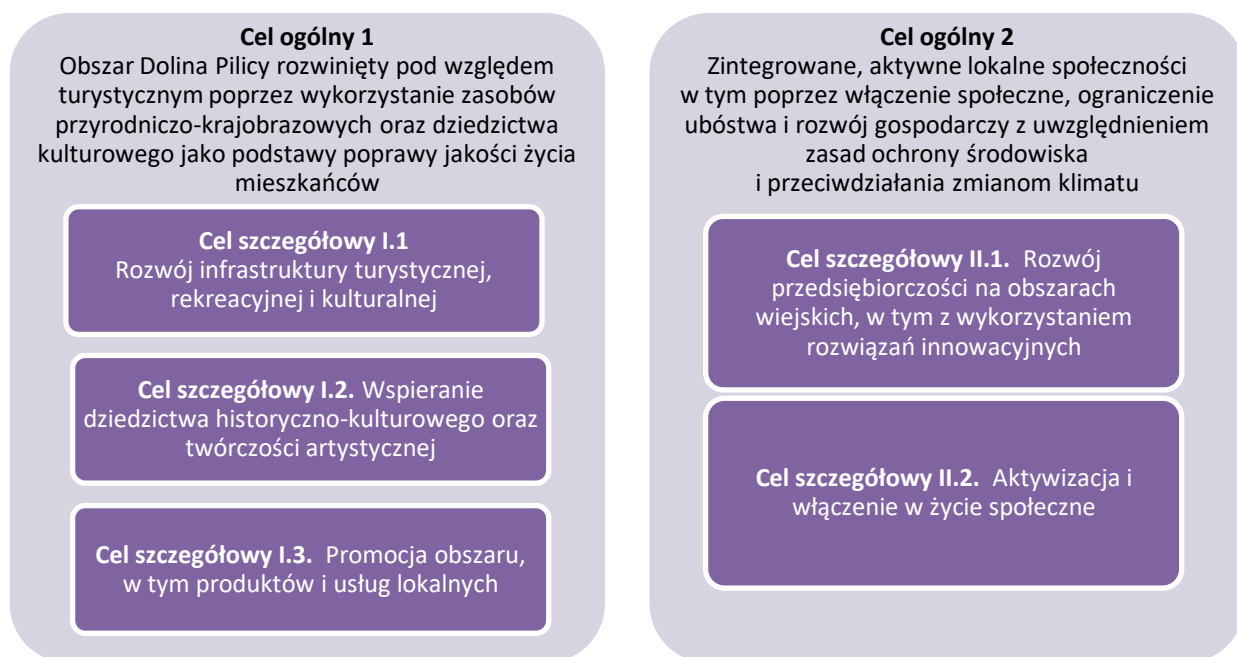 Cel ogólny 1
Obszar Dolina Pilicy rozwinięty pod względem
turystycznym poprzez wykorzystanie zasobów
przyrodniczo-krajobrazowych oraz dziedzictwa
kulturowego jako podstawy poprawy jakości życia
mieszkańców
Cel szczegółowy I.1
Rozwój infrastruktury turystycznej,
rekreacyjnej i kulturalnej
Cel szczegółowy I.2. Wspieranie
dziedzictwa historyczno-kulturowego oraz
twórczości artystycznej
Cel szczegółowy I.3. Promocja obszaru,
w tym produktów i usług lokalnych
Cel ogólny 2
Zintegrowane, aktywne lokalne społeczności
w tym poprzez włączenie społeczne, ograniczenie
ubóstwa i rozwój gospodarczy z uwzględnieniem
zasad ochrony środowiska
i przeciwdziałania zmianom klimatu
Cel szczegółowy II.1. Rozwój
przedsiębiorczości na obszarach
wiejskich, w tym z wykorzystaniem
rozwiązań innowacyjnych
Cel szczegółowy II.2. Aktywizacja i
włączenie w życie społeczne